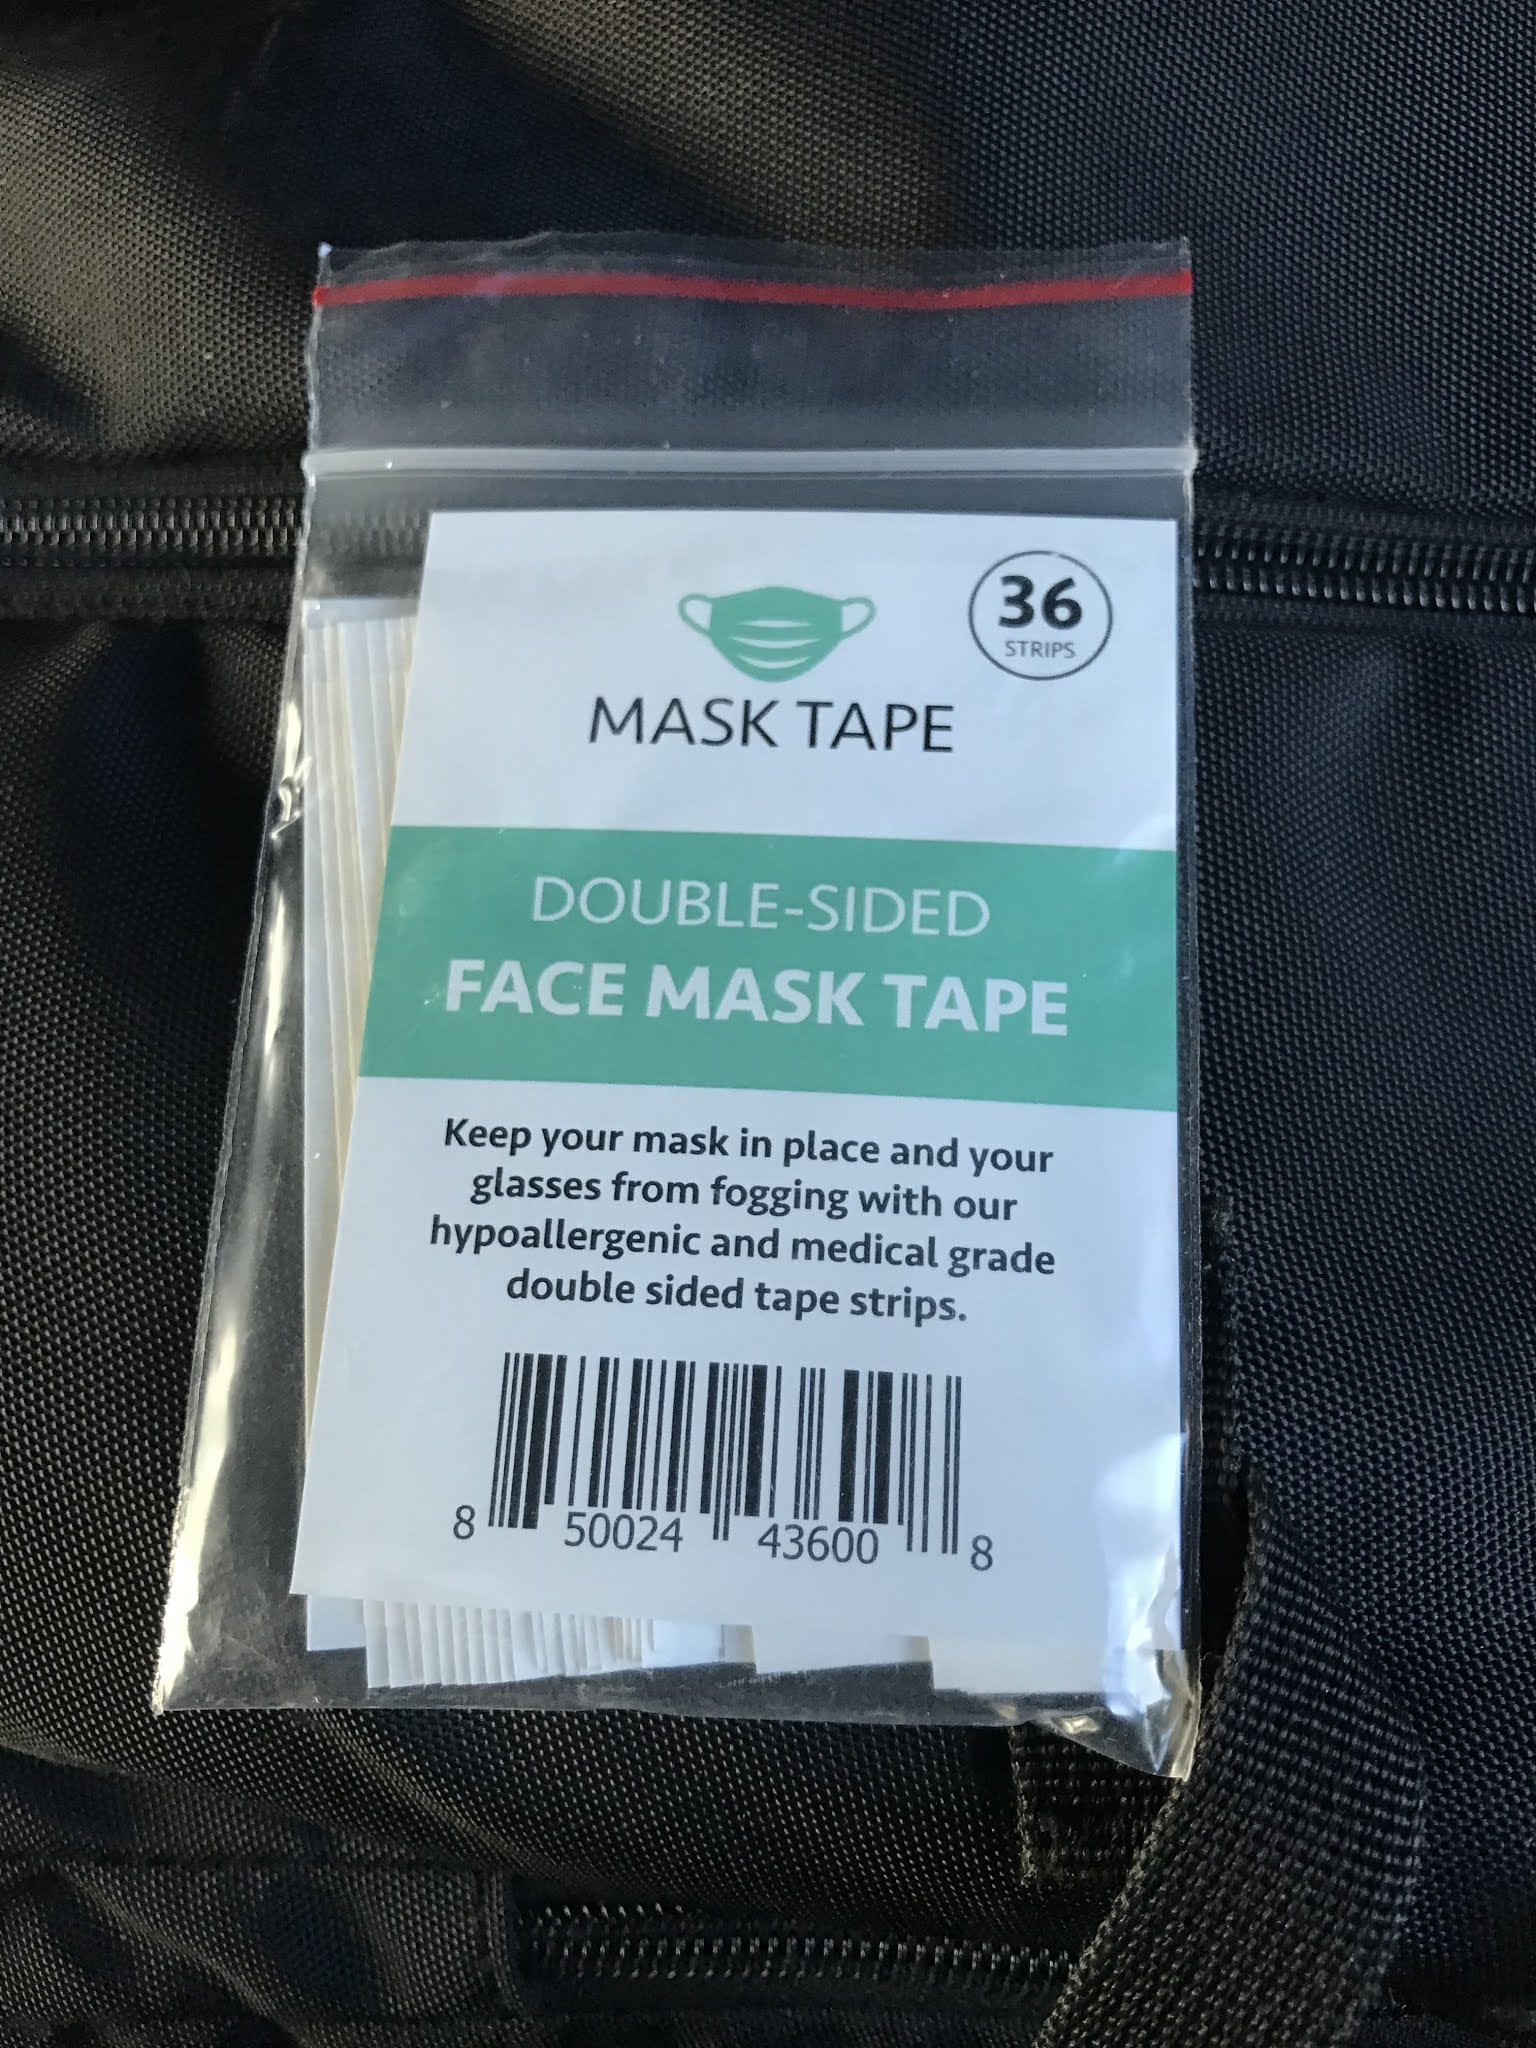 36
STRIPS
MASK TAPE
DOUBLE-SIDED
FACE MASK TAPE
Keep your mask in place and your
glasses from fogging with our
hypoallergenic and medical grade
double sided tape strips.
8 50024 43600 8